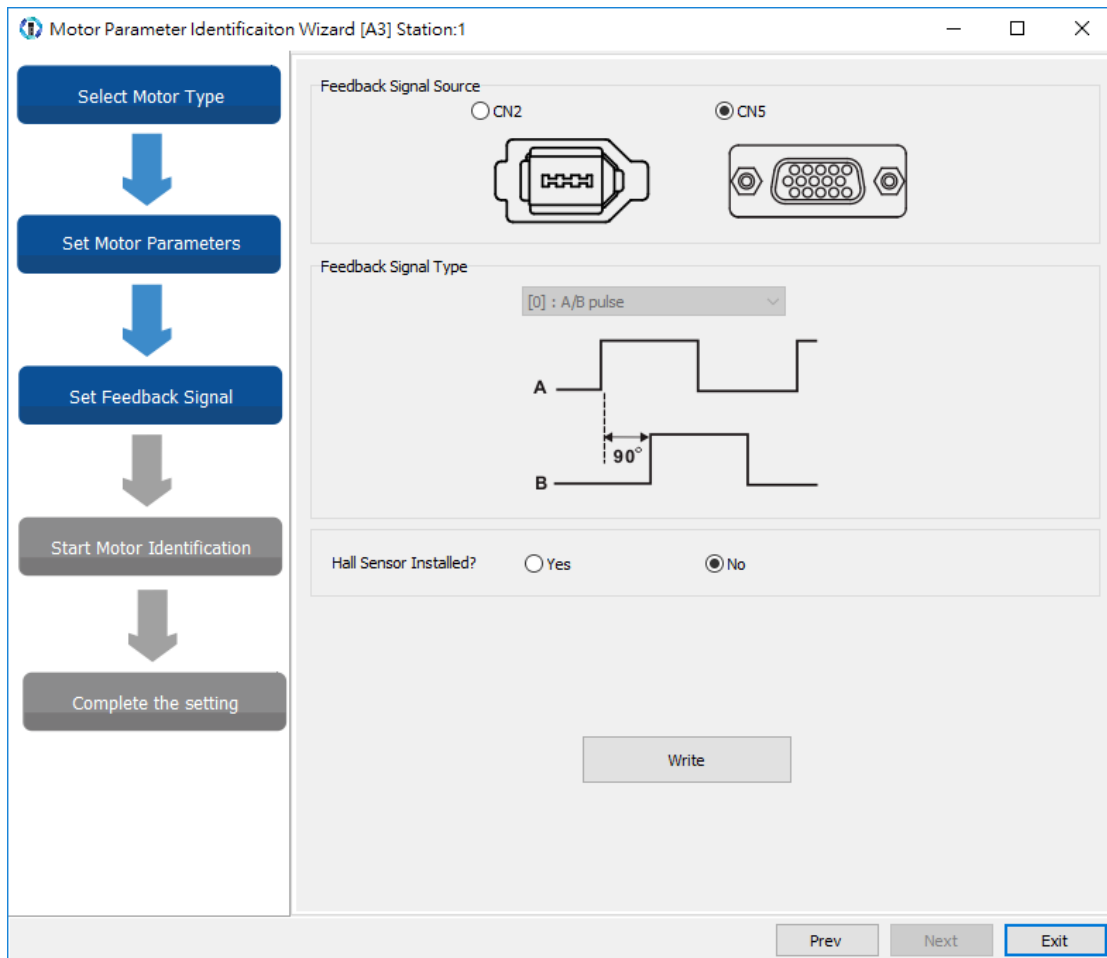 Motor Parameter Identificaiton Wizard [A3] Station:1
Select Motor Type
Set Motor Parameters
Set Feedback Signal
Start Motor Identification
Complete the setting
Feedback Signal Source
CN2
CN5
Feedback Signal Type
[0] : A/B pulse
A
90°
B
Hall Sensor Installed?
Yes
No
Write
Prev
Next
Exit